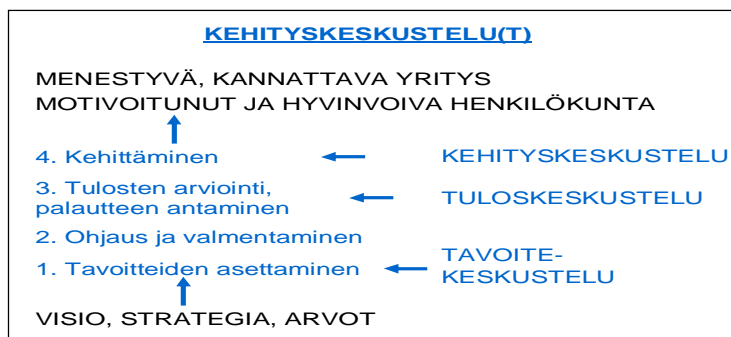 KEHITYSKESKUSTELU(T)
MENESTYVÄ, KANNATTAVA YRITYS
MOTIVOITUNUT JA HYVINVOIVA HENKILÖKUNTA
4. Kehittäminen KEHITYSKESKUSTELU
3. Tulosten arviointi,
palautteen antaminen TULOSKESKUSTELU
2. Ohjaus ja valmentaminen
1. Tavoitteiden asettaminen TAVOITE-
KESKUSTELU
VISIO, STRATEGIA, ARVOT